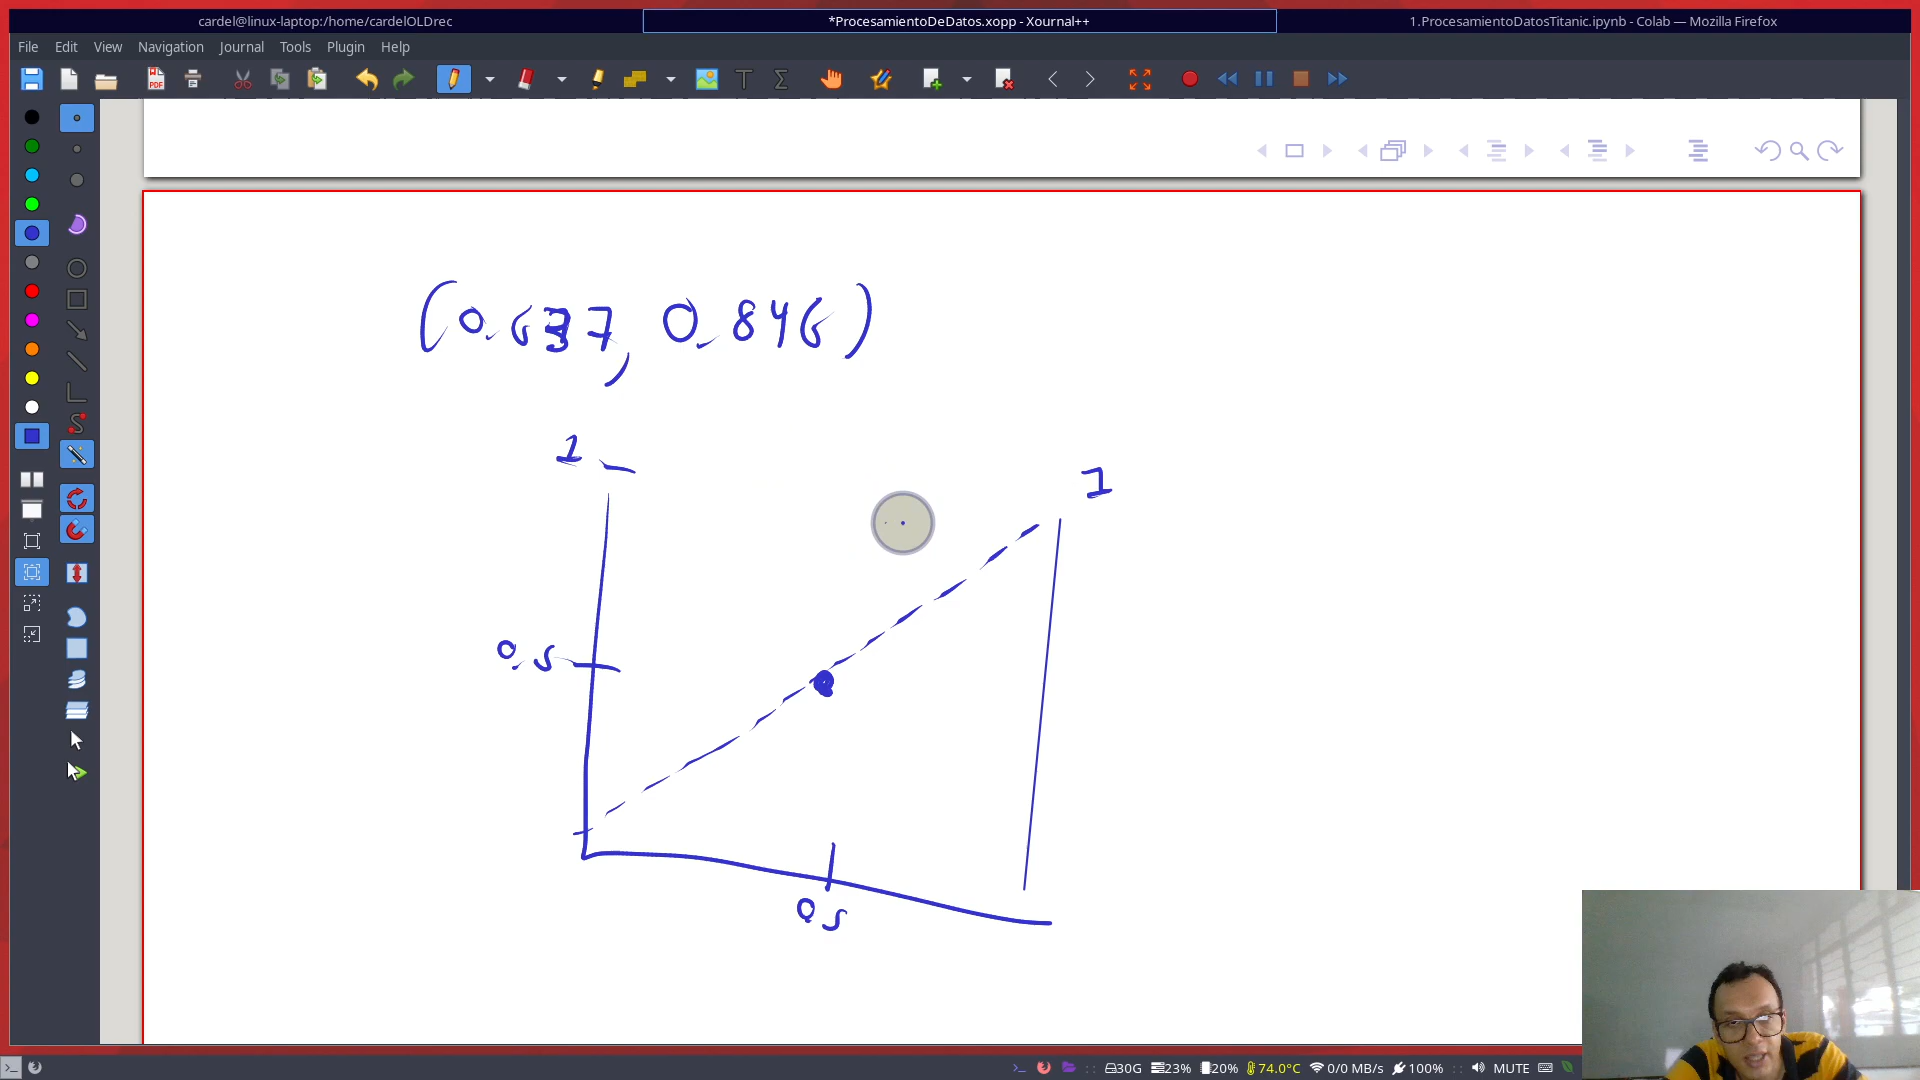 cardel@linux-laptop:/home/cardelOLDrec
*ProcesamientoDeDatos.xopp - Xournal++
1.ProcesamientoDatosTitanic.ipynb - Colab — Mozilla Firefox
File Edit View Navigation Journal Tools Plugin Help
(0.637, 0.846)
1
1
0.5
0.5
30G 23% 20% 74.0°C 0/0 MB/s 100% MUTE